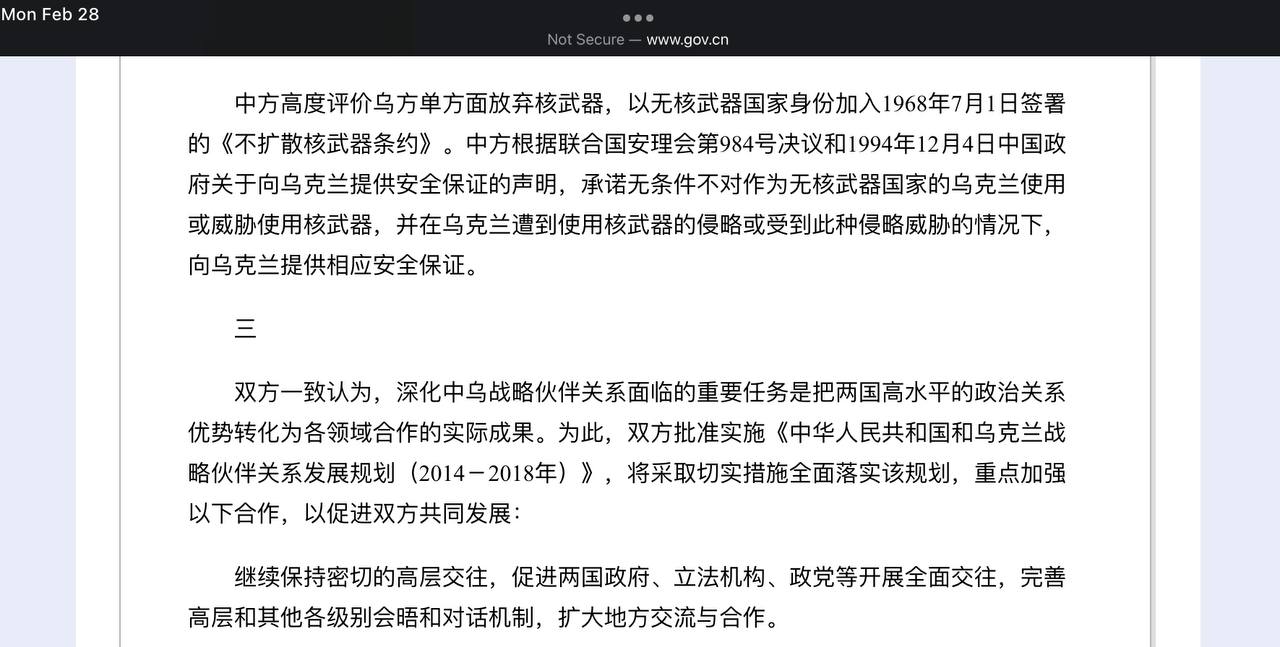 Mon Feb 28
Not Secure — www.gov.cn
中方高度评价乌方单方面放弃核武器，以无核武器国家身份加入1968年7月1日签署
的《不扩散核武器条约》。中方根据联合国安理会第984号决议和1994年12月4日中国政
府关于向乌克兰提供安全保证的声明，承诺无条件不对作为无核武器国家的乌克兰使用
或威胁使用核武器，并在乌克兰遭到使用核武器的侵略或受到此种侵略威胁的情况下，
向乌克兰提供相应安全保证。
三
双方一致认为，深化中乌战略伙伴关系面临的重要任务是把两国高水平的政治关系
优势转化为各领域合作的实际成果。为此，双方批准实施《中华人民共和国和乌克兰战
略伙伴关系发展规划（2014－2018年）》，将采取切实措施全面落实该规划，重点加强
以下合作，以促进双方共同发展：
继续保持密切的高层交往，促进两国政府、立法机构、政党等开展全面交往，完善
高层和其他各级别会晤和对话机制，扩大地方交流与合作。